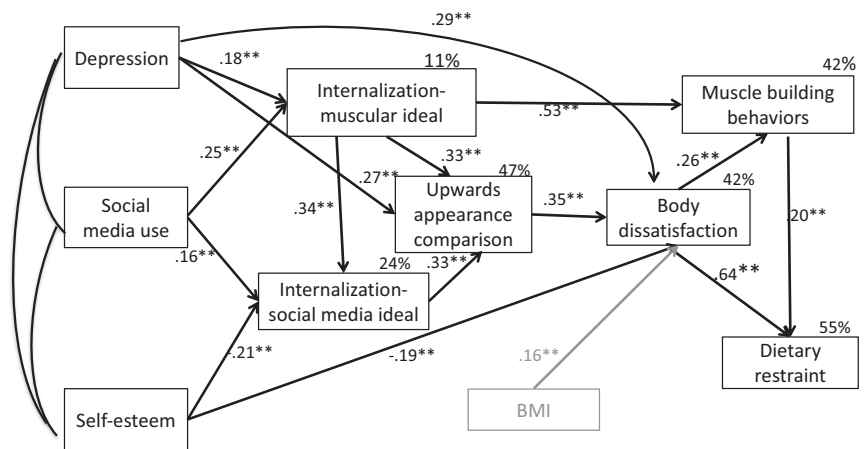 .29**
Depression
.18**
11%
Internalization-
muscular ideal
42%
Muscle building
behaviors
.53**
.25**
.27**
.33**
47%
Upwards
appearance
comparison
.26**
42%
Body
dissatisfaction
.35**
.20**
Social
media use
.34**
.16**
24%
Internalization-
social media ideal
.33**
.64**
-.21**
-.19**
.16**
55%
Dietary
restraint
BMI
Self-esteem